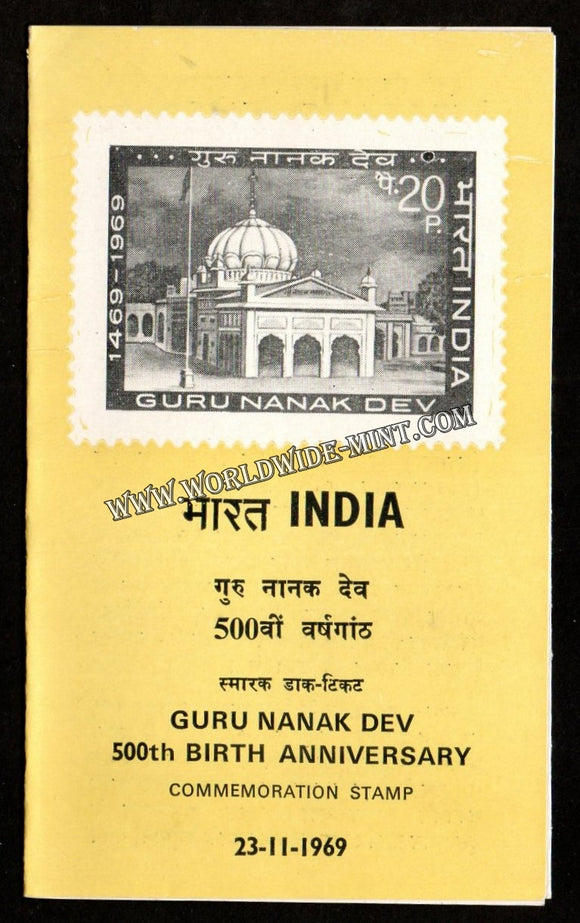 ... गुरु नानक देव ...
पै. 20 P.
1469-1969
भारत INDIA
GURU NANAK DEV
WWW.WORLDWIDE-MINT.COM
भारत INDIA
गुरु नानक देव
500वीं वर्षगांठ
स्मारक डाक-टिकट
GURU NANAK DEV
500th BIRTH ANNIVERSARY
COMMEMORATION STAMP
23-11-1969